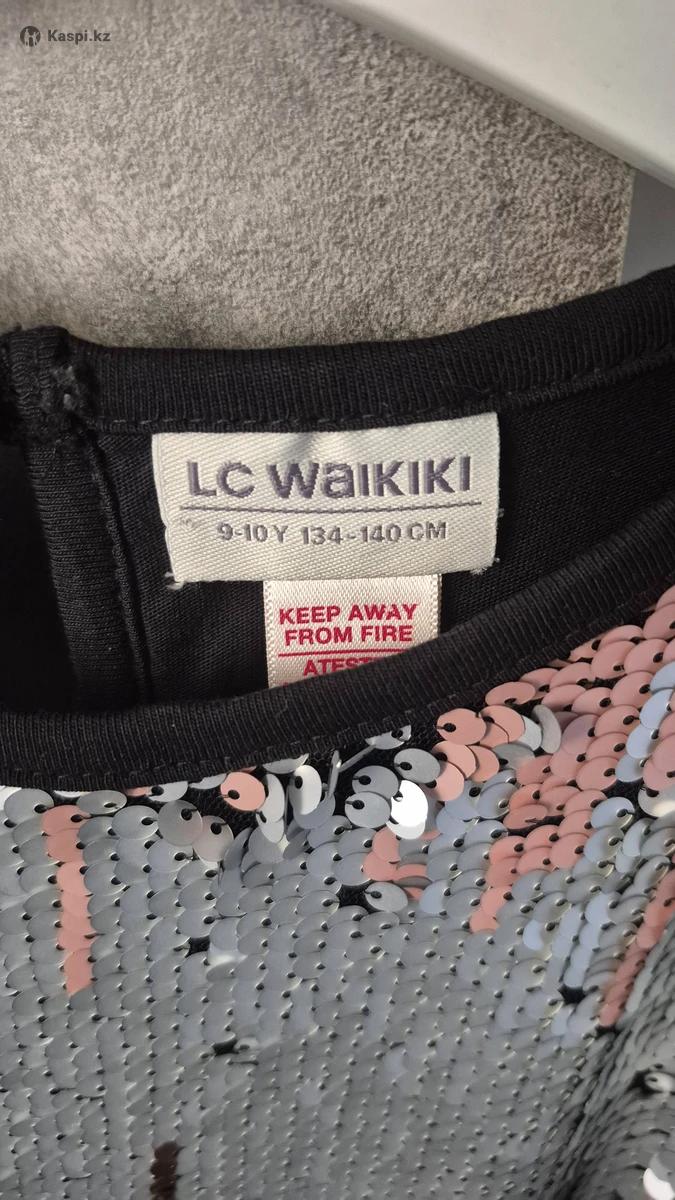 Kaspi.kz
LC WAIKIKI
9-10 Y 134-140 CM
KEEP AWAY
FROM FIRE